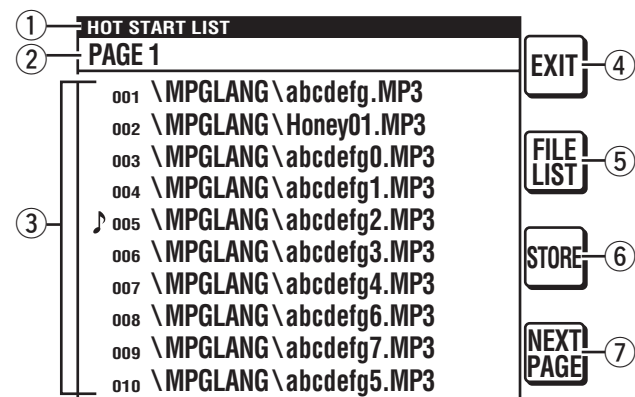 ① HOT START LIST
② PAGE 1
③
001 \MPGLANG\abcdefg.MP3
002 \MPGLANG\Honey01.MP3
003 \MPGLANG\abcdefg0.MP3
004 \MPGLANG\abcdefg1.MP3
♪ 005 \MPGLANG\abcdefg2.MP3
006 \MPGLANG\abcdefg3.MP3
007 \MPGLANG\abcdefg4.MP3
008 \MPGLANG\abcdefg6.MP3
009 \MPGLANG\abcdefg7.MP3
010 \MPGLANG\abcdefg5.MP3
EXIT ④
FILE
LIST ⑤
STORE ⑥
NEXT
PAGE ⑦